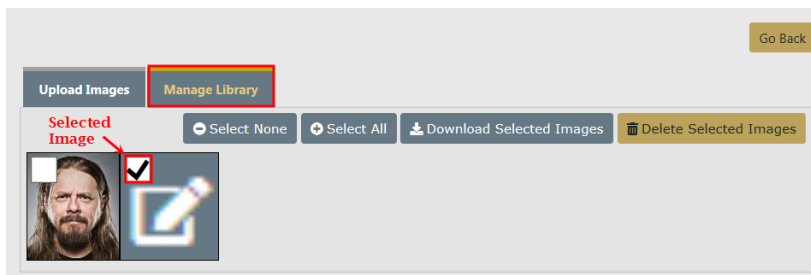 Go Back
Upload Images
Manage Library
Selected
Image
Select None
Select All
Download Selected Images
Delete Selected Images